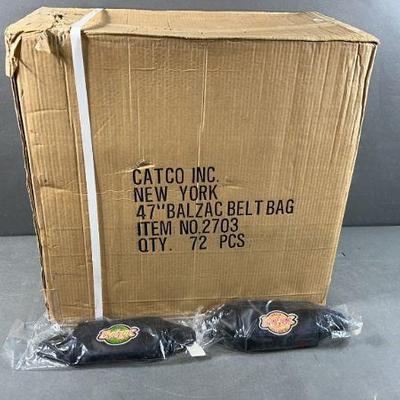 CATCO INC.
NEW YORK
47" BALZAC BELT BAG
ITEM NO.2703
QTY. 72 PCS